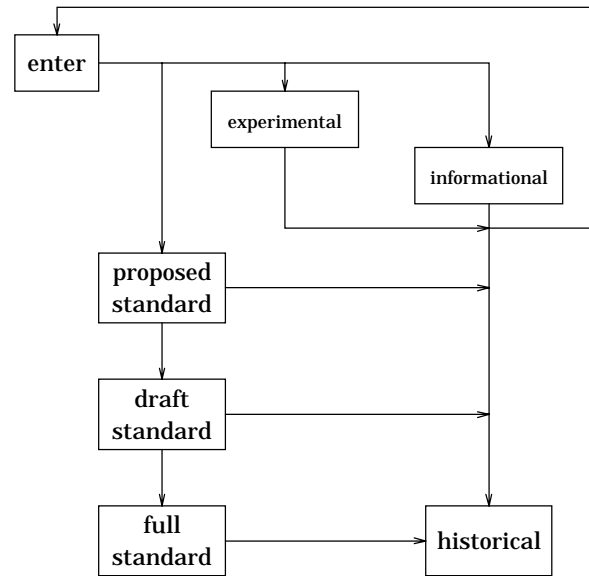 enter
experimental
informational
proposed
standard
draft
standard
full
standard
historical